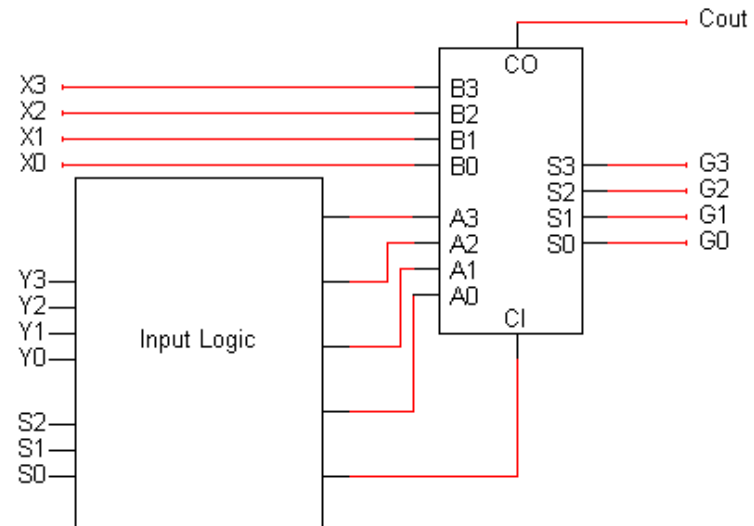 Cout
CO
X3
X2
X1
X0
B3
B2
B1
B0
S3
S2
S1
S0
G3
G2
G1
G0
A3
A2
A1
A0
CI
Y3
Y2
Y1
Y0
Input Logic
S2
S1
S0